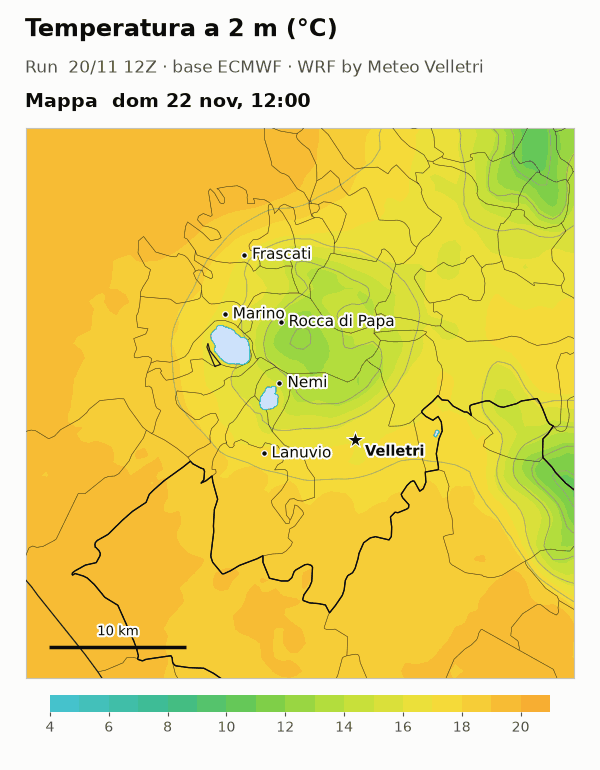 Temperatura a 2 m (°C)
Run  20/11 12Z · base ECMWF · WRF by Meteo Velletri
Mappa  dom 22 nov, 12:00
Frascati
Marino
Rocca di Papa
Nemi
Velletri
Lanuvio
10 km
4 6 8 10 12 14 16 18 20